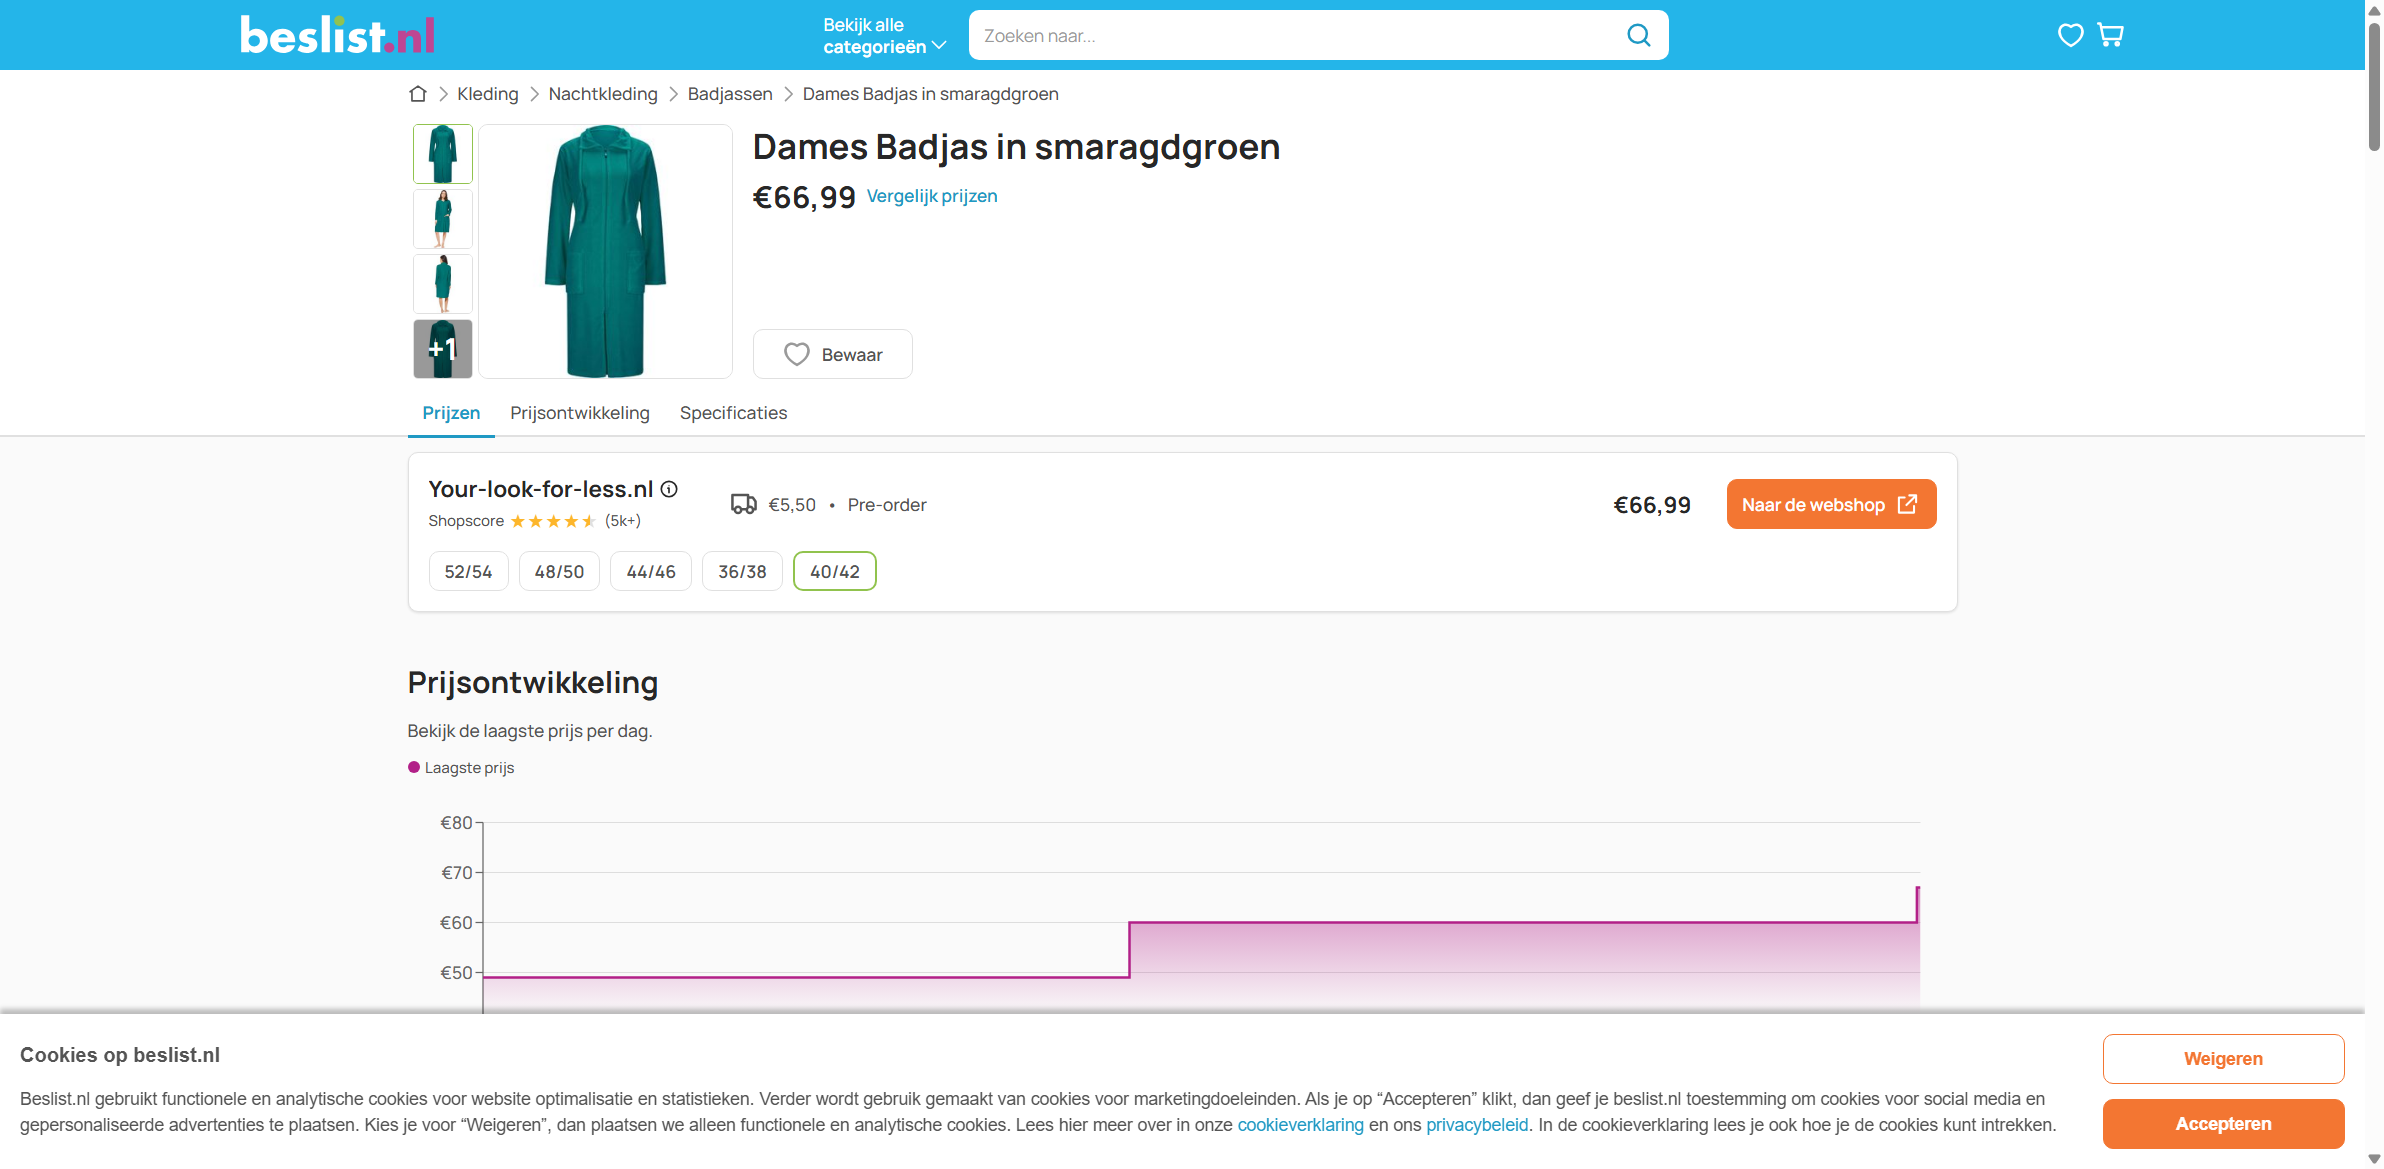 beslist.nl
Bekijk alle
categorieën
Zoeken naar...
Kleding
Nachtkleding
Badjassen
Dames Badjas in smaragdgroen
Dames Badjas in smaragdgroen
€66,99 Vergelijk prijzen
+1
Bewaar
Prijzen
Prijsontwikkeling
Specificaties
Your-look-for-less.nl
Shopscore (5k+)
€5,50 • Pre-order
€66,99
Naar de webshop
52/54
48/50
44/46
36/38
40/42
Prijsontwikkeling
Bekijk de laagste prijs per dag.
Laagste prijs
€80
€70
€60
€50
Cookies op beslist.nl
Beslist.nl gebruikt functionele en analytische cookies voor website optimalisatie en statistieken. Verder wordt gebruik gemaakt van cookies voor marketingdoeleinden. Als je op “Accepteren” klikt, dan geef je beslist.nl toestemming om cookies voor social media en
gepersonaliseerde advertenties te plaatsen. Kies je voor “Weigeren”, dan plaatsen we alleen functionele en analytische cookies. Lees hier meer over in onze cookieverklaring en ons privacybeleid. In de cookieverklaring lees je ook hoe je de cookies kunt intrekken.
Weigeren
Accepteren